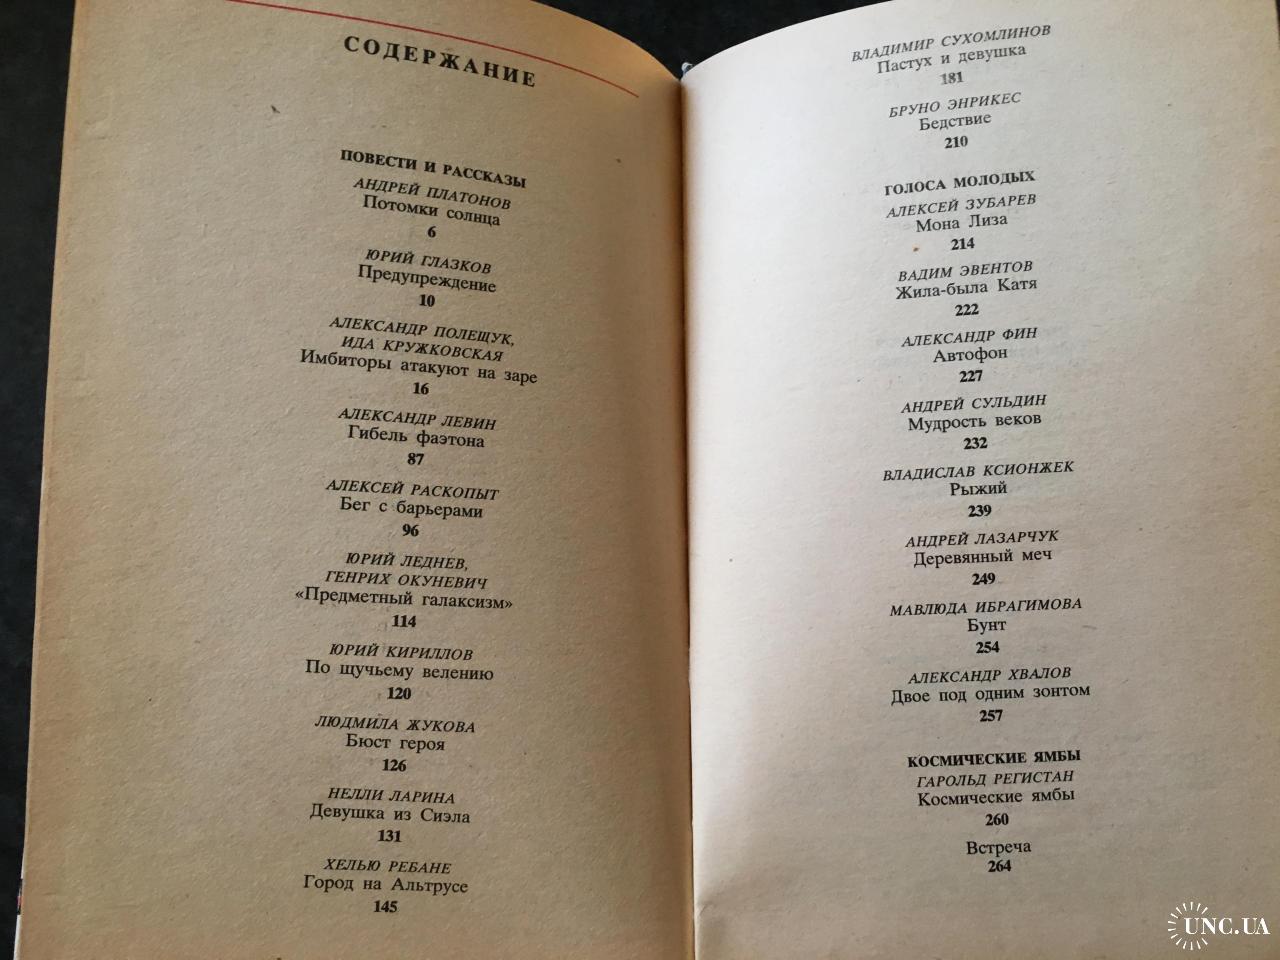 СОДЕРЖАНИЕ
ПОВЕСТИ И РАССКАЗЫ
АНДРЕЙ ПЛАТОНОВ
Потомки солнца
6
ЮРИЙ ГЛАЗКОВ
Предупреждение
10
АЛЕКСАНДР ПОЛЕЩУК,
ИДА КРУЖКОВСКАЯ
Имбиторы атакуют на заре
16
АЛЕКСАНДР ЛЕВИН
Гибель фаэтона
87
АЛЕКСЕЙ РАСКОПЫТ
Бег с барьерами
96
ЮРИЙ ЛЕДНЕВ,
ГЕНРИХ ОКУНЕВИЧ
«Предметный галаксизм»
114
ЮРИЙ КИРИЛЛОВ
По щучьему велению
120
ЛЮДМИЛА ЖУКОВА
Бюст героя
126
НЕЛЛИ ЛАРИНА
Девушка из Сиэла
131
ХЕЛЬЮ РЕБАНЕ
Город на Альтрусе
145
ВЛАДИМИР СУХОМЛИНОВ
Пастух и девушка
181
БРУНО ЭНРИКЕС
Бедствие
210
ГОЛОСА МОЛОДЫХ
АЛЕКСЕЙ ЗУБАРЕВ
Мона Лиза
214
ВАДИМ ЭВЕНТОВ
Жила-была Катя
222
АЛЕКСАНДР ФИН
Автофон
227
АНДРЕЙ СУЛЬДИН
Мудрость веков
232
ВЛАДИСЛАВ КСИОНЖЕК
Рыжий
239
АНДРЕЙ ЛАЗАРЧУК
Деревянный меч
249
МАВЛЮДА ИБРАГИМОВА
Бунт
254
АЛЕКСАНДР ХВАЛОВ
Двое под одним зонтом
257
КОСМИЧЕСКИЕ ЯМБЫ
ГАРОЛЬД РЕГИСТАН
Космические ямбы
260
Встреча
264
UNC.UA